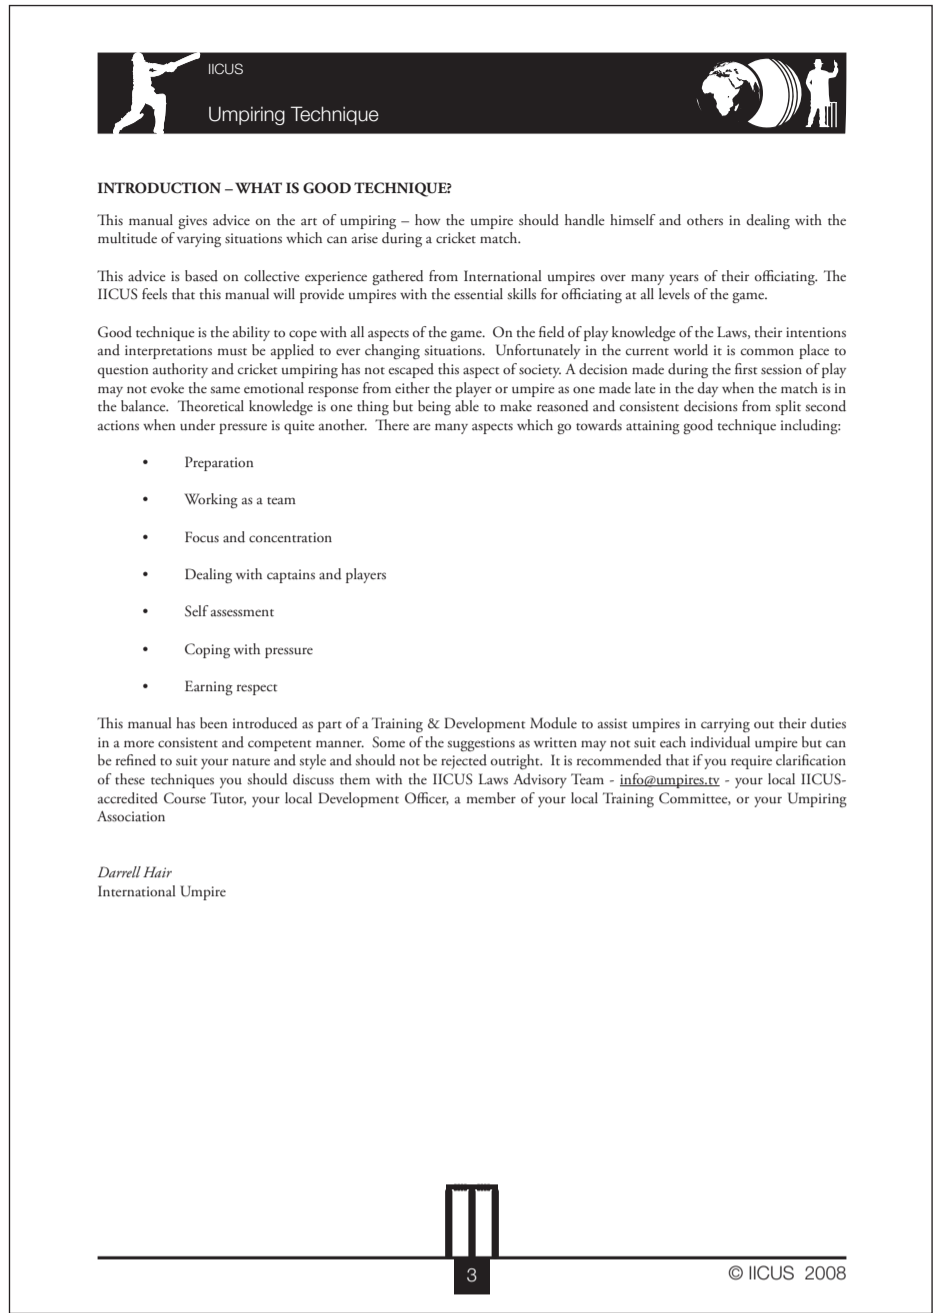 IICUS
Umpiring Technique
INTRODUCTION – WHAT IS GOOD TECHNIQUE?
This manual gives advice on the art of umpiring – how the umpire should handle himself and others in dealing with the
multitude of varying situations which can arise during a cricket match.
This advice is based on collective experience gathered from International umpires over many years of their officiating. The
IICUS feels that this manual will provide umpires with the essential skills for officiating at all levels of the game.
Good technique is the ability to cope with all aspects of the game. On the field of play knowledge of the Laws, their intentions
and interpretations must be applied to ever changing situations. Unfortunately in the current world it is common place to
question authority and cricket umpiring has not escaped this aspect of society. A decision made during the first session of play
may not evoke the same emotional response from either the player or umpire as one made late in the day when the match is in
the balance. Theoretical knowledge is one thing but being able to make reasoned and consistent decisions from split second
actions when under pressure is quite another. There are many aspects which go towards attaining good technique including:
• Preparation
• Working as a team
• Focus and concentration
• Dealing with captains and players
• Self assessment
• Coping with pressure
• Earning respect
This manual has been introduced as part of a Training & Development Module to assist umpires in carrying out their duties
in a more consistent and competent manner. Some of the suggestions as written may not suit each individual umpire but can
be refined to suit your nature and style and should not be rejected outright. It is recommended that if you require clarification
of these techniques you should discuss them with the IICUS Laws Advisory Team - info@umpires.tv - your local IICUS-
accredited Course Tutor, your local Development Officer, a member of your local Training Committee, or your Umpiring
Association
Darrell Hair
International Umpire
3
© IICUS 2008